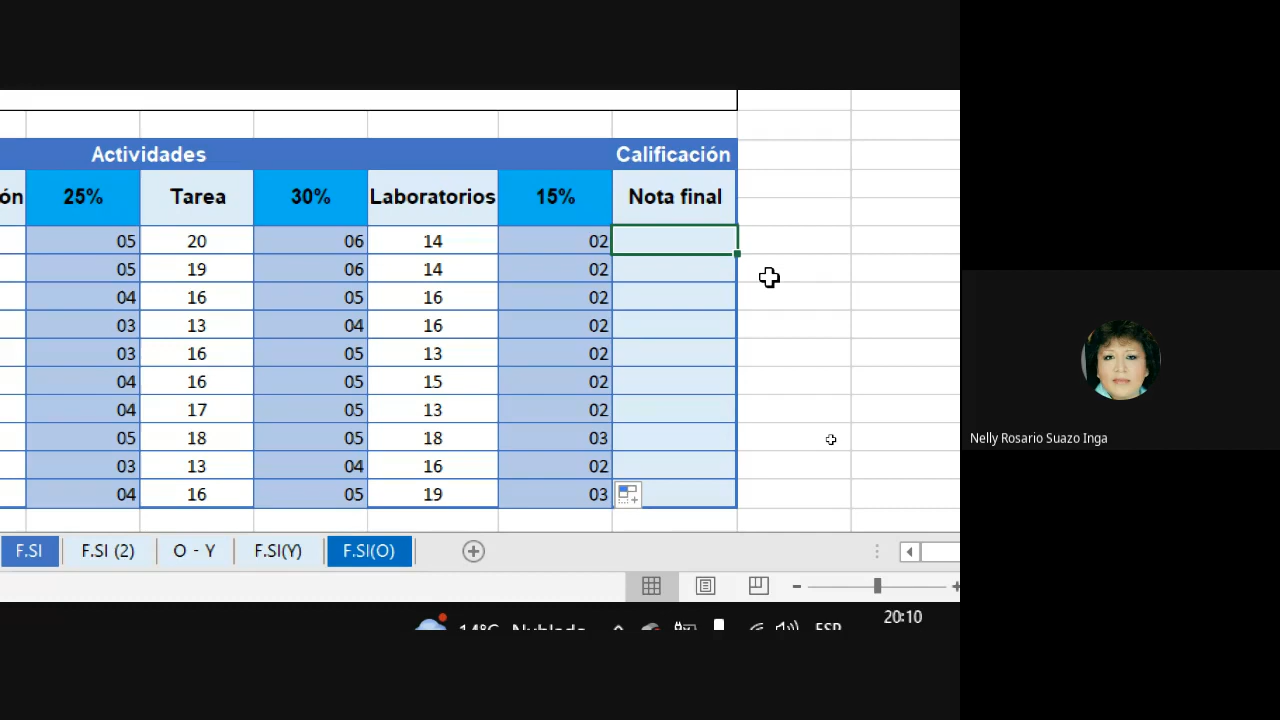 Actividades Calificación
ón 25% Tarea 30% Laboratorios 15% Nota final
05 20 06 14 02
05 19 06 14 02
04 16 05 16 02
03 13 04 16 02
03 16 05 13 02
04 16 05 15 02
04 17 05 13 02
05 18 05 18 03
03 13 04 16 02
04 16 05 19 03
Nelly Rosario Suazo Inga
F.SI F.SI (2) O - Y F.SI(Y) F.SI(O)
14°C Nublado ESP 20:10